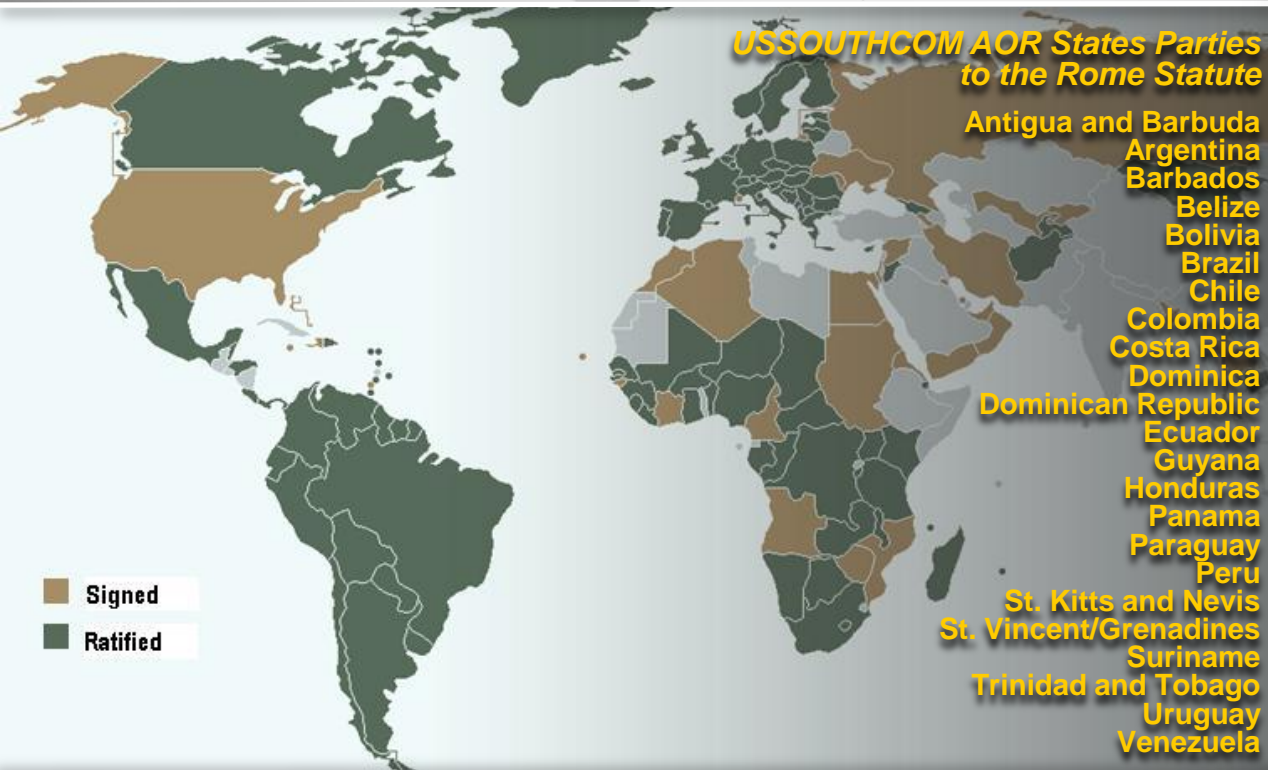 USSOUTHCOM AOR States Parties
to the Rome Statute
Antigua and Barbuda
Argentina
Barbados
Belize
Bolivia
Brazil
Chile
Colombia
Costa Rica
Dominica
Dominican Republic
Ecuador
Guyana
Honduras
Panama
Paraguay
Peru
St. Kitts and Nevis
St. Vincent/Grenadines
Suriname
Trinidad and Tobago
Uruguay
Venezuela
Signed
Ratified